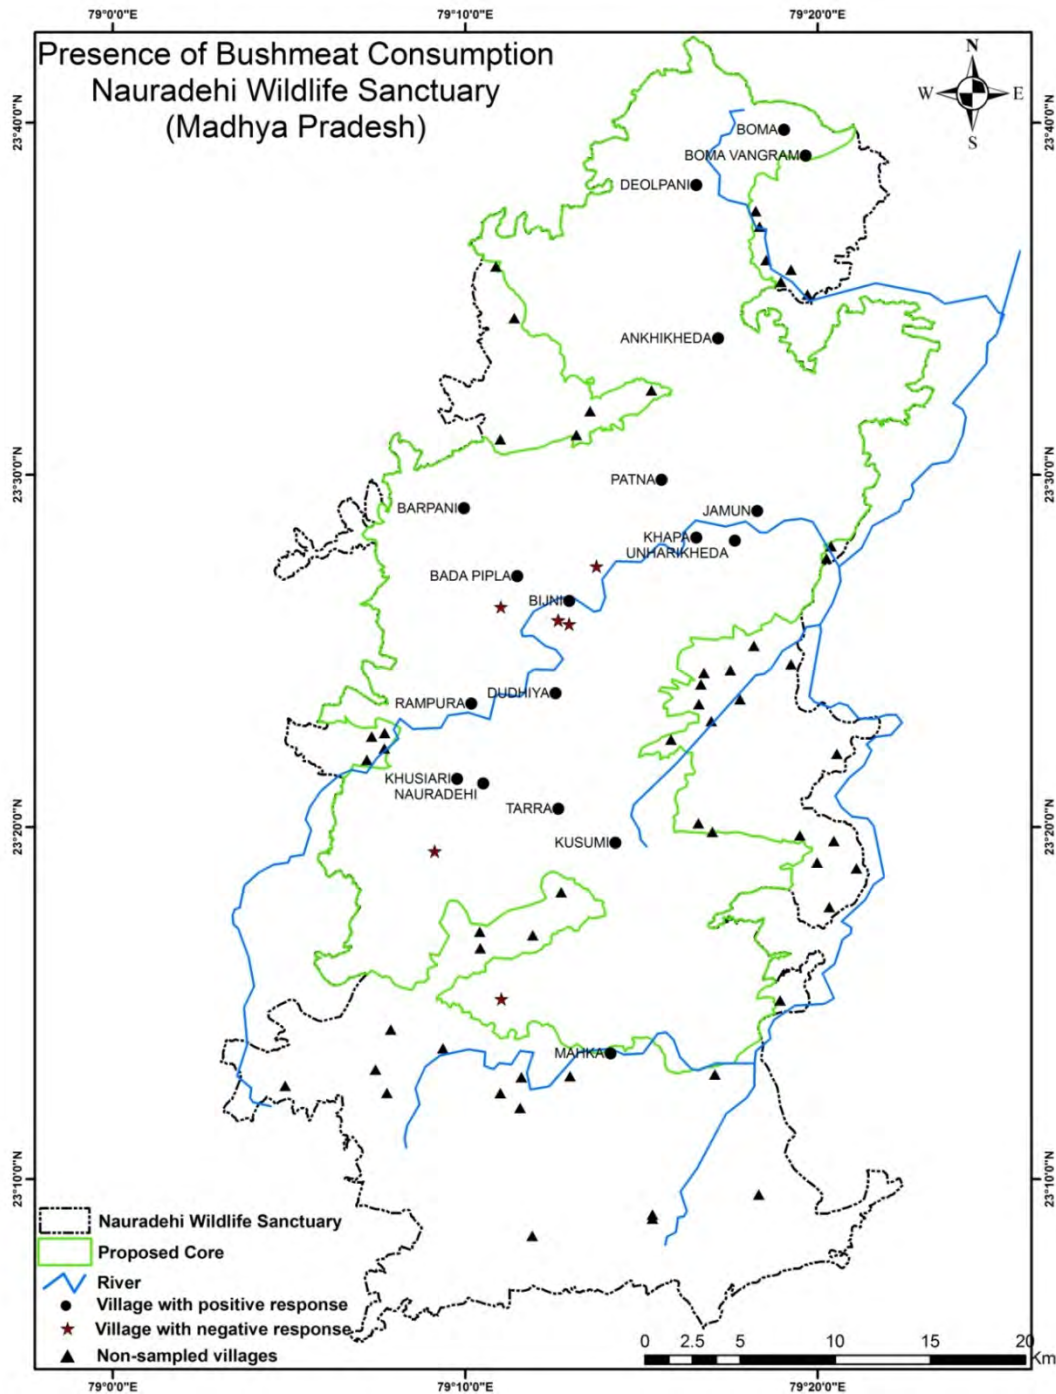 79°0'0"E
79°10'0"E
79°20'0"E
Presence of Bushmeat Consumption
Nauradehi Wildlife Sanctuary
(Madhya Pradesh)
N
W
E
S
23°40'0"N
23°40'0"N
BOMA
BOMA VANGRAM
DEOLPANI
ANKHIKHEDA
23°30'0"N
23°30'0"N
PATNA
BARPANI
JAMUN
KHAPA
UNHARIKHEDA
BADA PIPLA
BIJNI
DUDHIYA
RAMPURA
KHUSIARI
NAURADEHI
TARRA
23°20'0"N
23°20'0"N
KUSUMI
MAHKA
23°10'0"N
23°10'0"N
Nauradehi Wildlife Sanctuary
Proposed Core
River
Village with positive response
Village with negative response
Non-sampled villages
0 2.5 5 10 15 20
Km
79°0'0"E
79°10'0"E
79°20'0"E